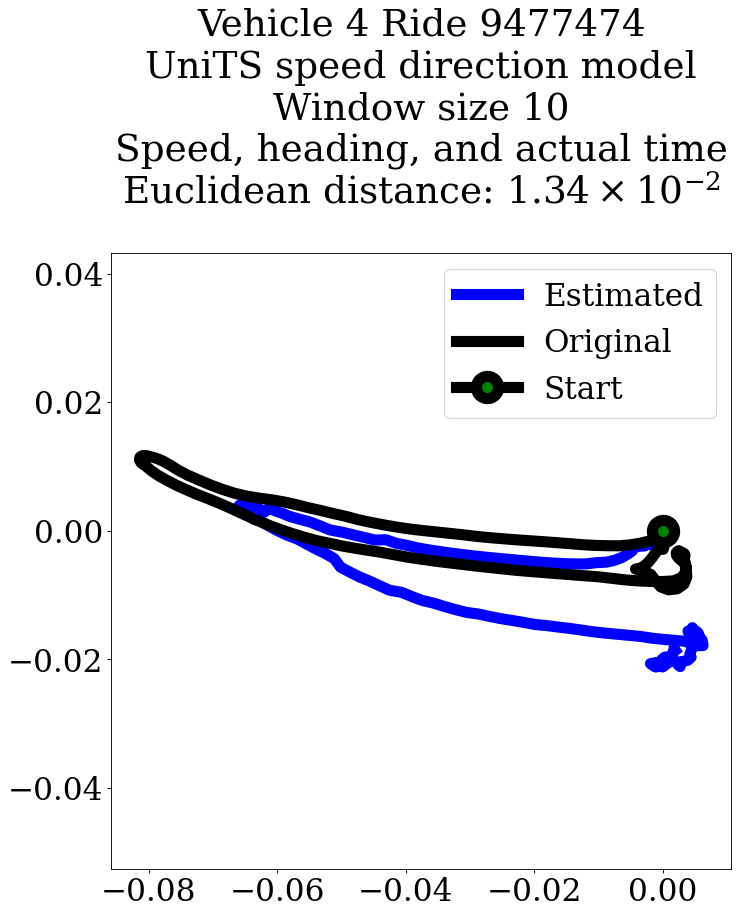 Vehicle 4 Ride 9477474
UniTS speed direction model
Window size 10
Speed, heading, and actual time
Euclidean distance: 1.34 × 10⁻²
Estimated
Original
Start
0.04
0.02
0.00
−0.02
−0.04
−0.08
−0.06
−0.04
−0.02
0.00